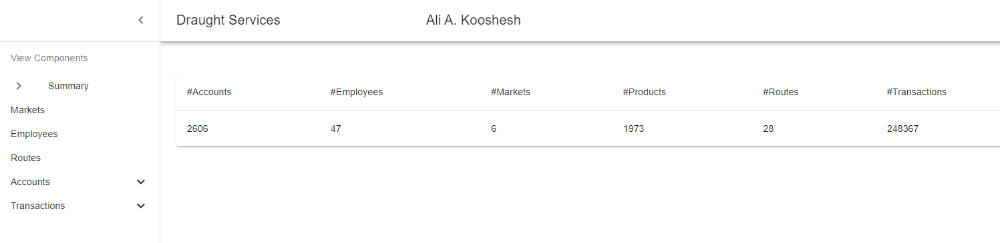 Draught Services
Ali A. Kooshesh
View Components
Summary
Markets
Employees
Routes
Accounts
Transactions
#Accounts #Employees #Markets #Products #Routes #Transactions
2606 47 6 1973 28 248367